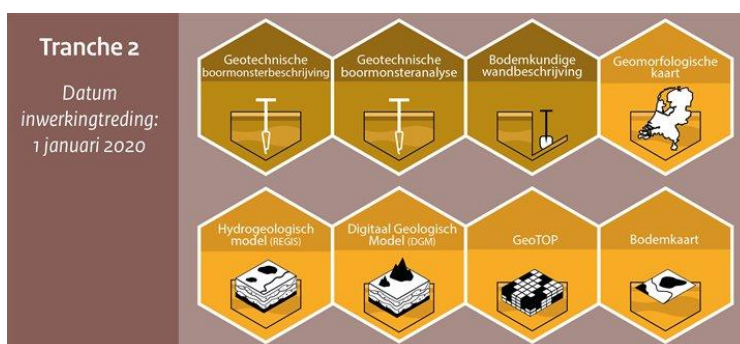 Tranche 2
Datum
inwerkingtreding:
1 januari 2020
Geotechnische
boormonsterbeschrijving
Geotechnische
boormonsteranalyse
Bodemkundige
wandbeschrijving
Geomorfologische
kaart
Hydrogeologisch
model (REGIS)
Digitaal Geologisch
Model (DGM)
GeoTOP
Bodemkaart